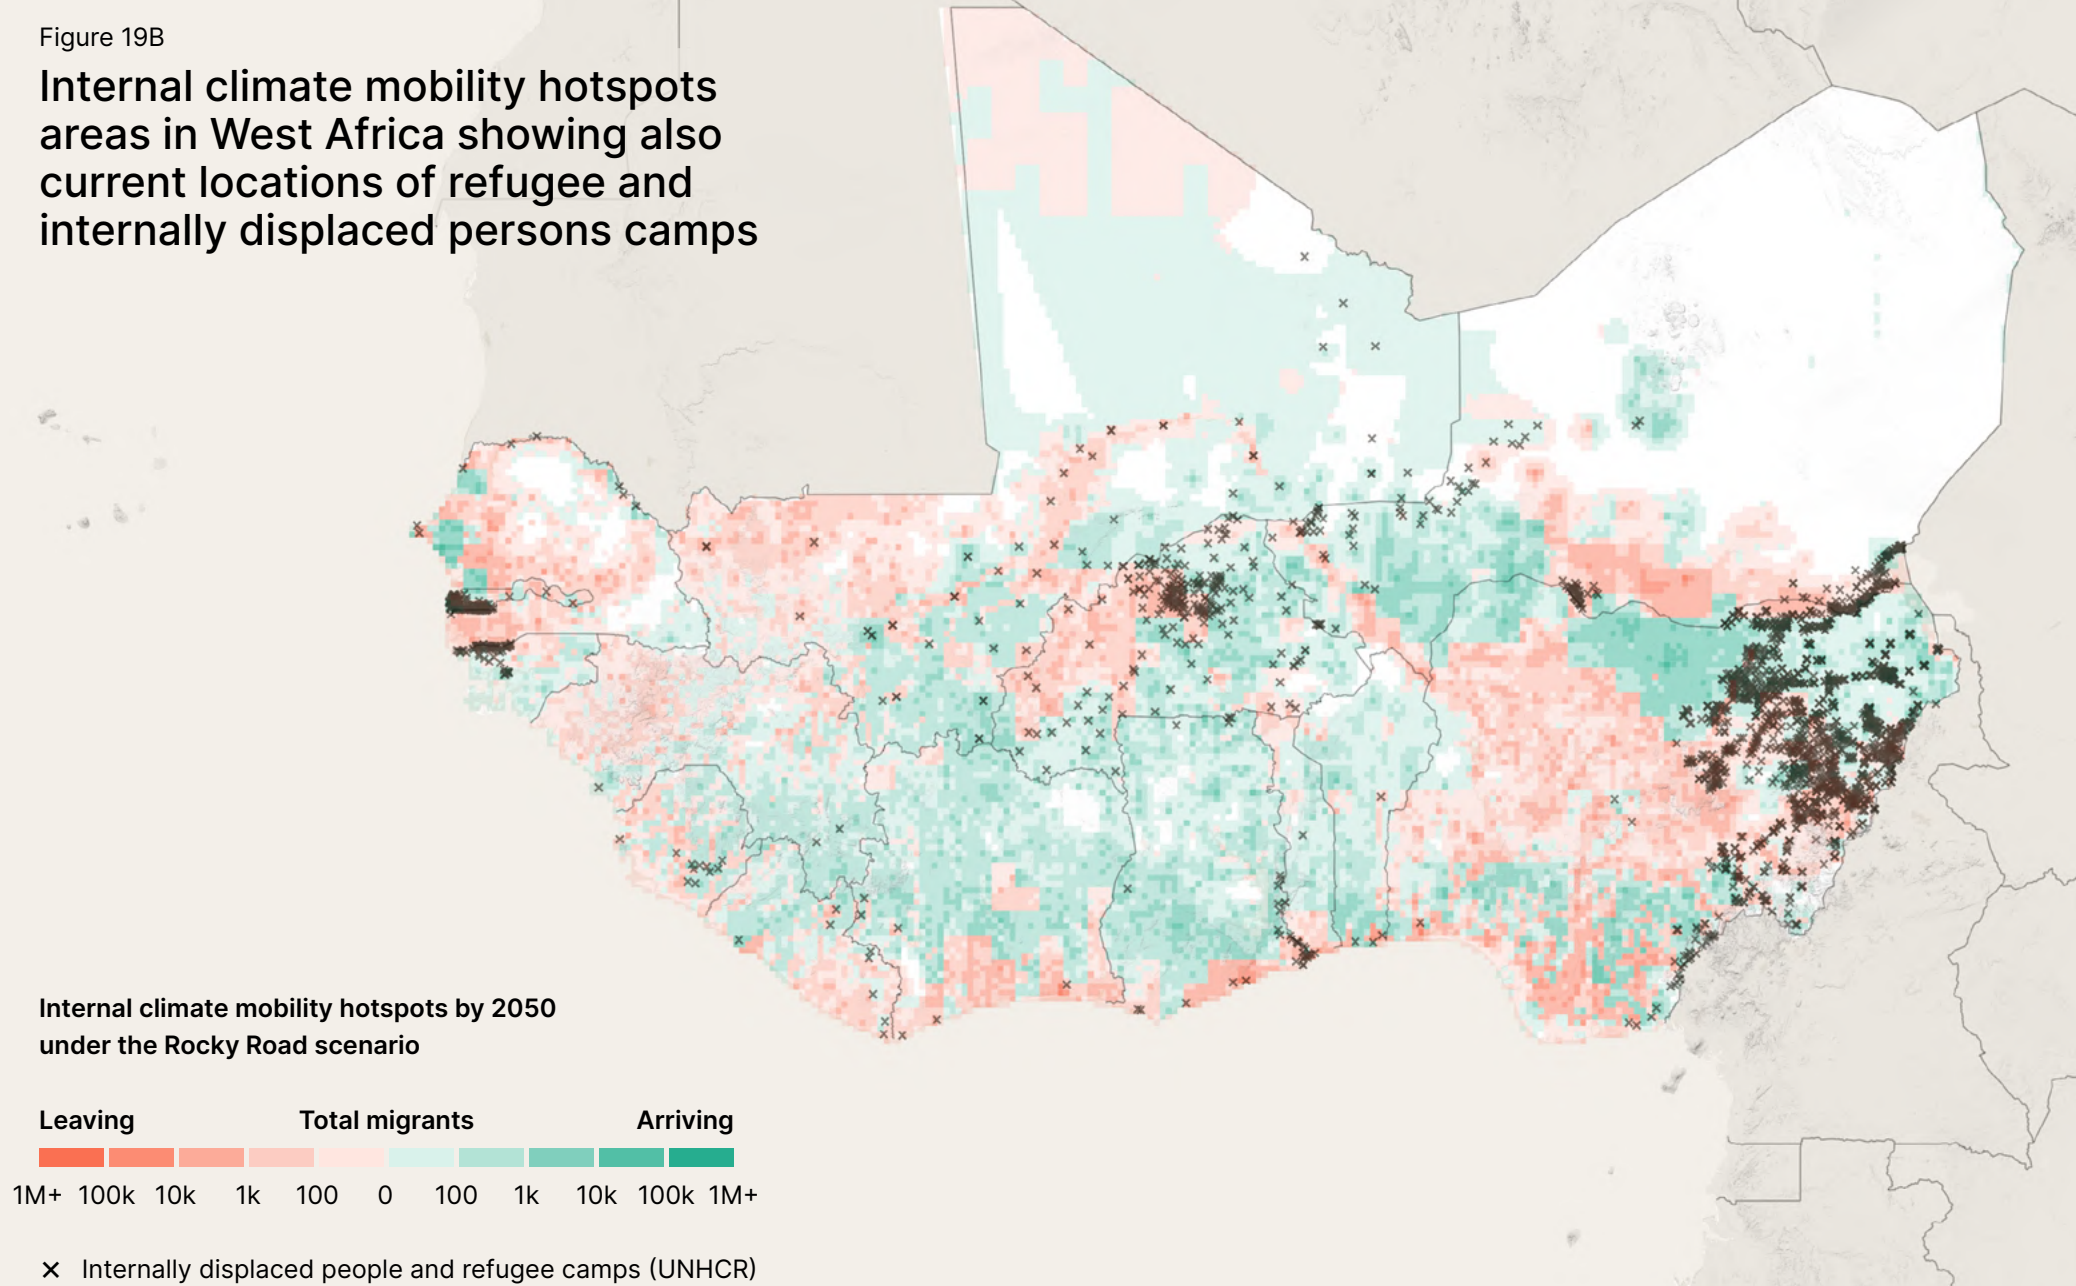 Figure 19B
Internal climate mobility hotspots
areas in West Africa showing also
current locations of refugee and
internally displaced persons camps
Internal climate mobility hotspots by 2050
under the Rocky Road scenario
Leaving Total migrants Arriving
1M+ 100k 10k 1k 100 0 100 1k 10k 100k 1M+
× Internally displaced people and refugee camps (UNHCR)